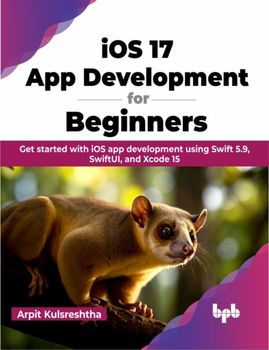 iOS 17
App Development
for
Beginners
Get started with iOS app development using Swift 5.9,
SwiftUI, and Xcode 15
Arpit Kulsreshtha
bpb